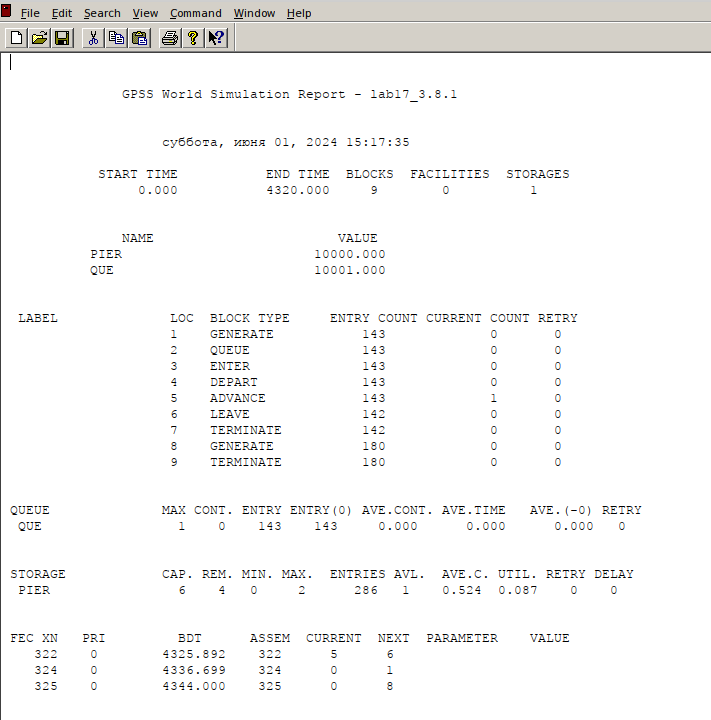 File Edit Search View Command Window Help
GPSS World Simulation Report - lab17_3.8.1
суббота, июня 01, 2024 15:17:35
START TIME END TIME BLOCKS FACILITIES STORAGES
0.000 4320.000 9 0 1
NAME VALUE
PIER 10000.000
QUE 10001.000
LABEL LOC BLOCK TYPE ENTRY COUNT CURRENT COUNT RETRY
1 GENERATE 143 0 0
2 QUEUE 143 0 0
3 ENTER 143 0 0
4 DEPART 143 0 0
5 ADVANCE 143 1 0
6 LEAVE 142 0 0
7 TERMINATE 142 0 0
8 GENERATE 180 0 0
9 TERMINATE 180 0 0
QUEUE MAX CONT. ENTRY ENTRY(0) AVE.CONT. AVE.TIME AVE.(-0) RETRY
QUE 1 0 143 143 0.000 0.000 0.000 0
STORAGE CAP. REM. MIN. MAX. ENTRIES AVL. AVE.C. UTIL. RETRY DELAY
PIER 6 4 0 2 286 1 0.524 0.087 0 0
FEC XN PRI BDT ASSEM CURRENT NEXT PARAMETER VALUE
322 0 4325.892 322 5 6
324 0 4336.699 324 0 1
325 0 4344.000 325 0 8